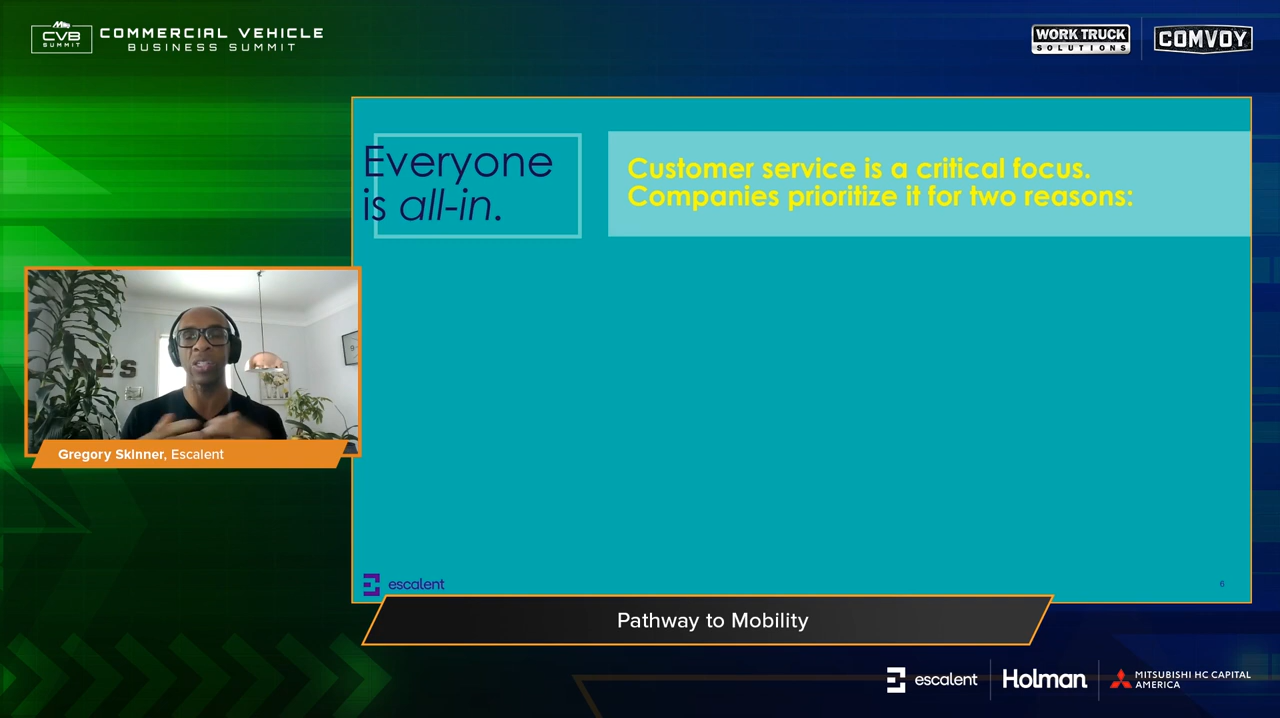 CVB
SUMMIT
COMMERCIAL VEHICLE
BUSINESS SUMMIT
WORK TRUCK
SOLUTIONS
COMVOY
Everyone
is all-in.
Customer service is a critical focus.
Companies prioritize it for two reasons:
Gregory Skinner, Escalent
escalent
6
Pathway to Mobility
escalent
Holman
MITSUBISHI HC CAPITAL
AMERICA